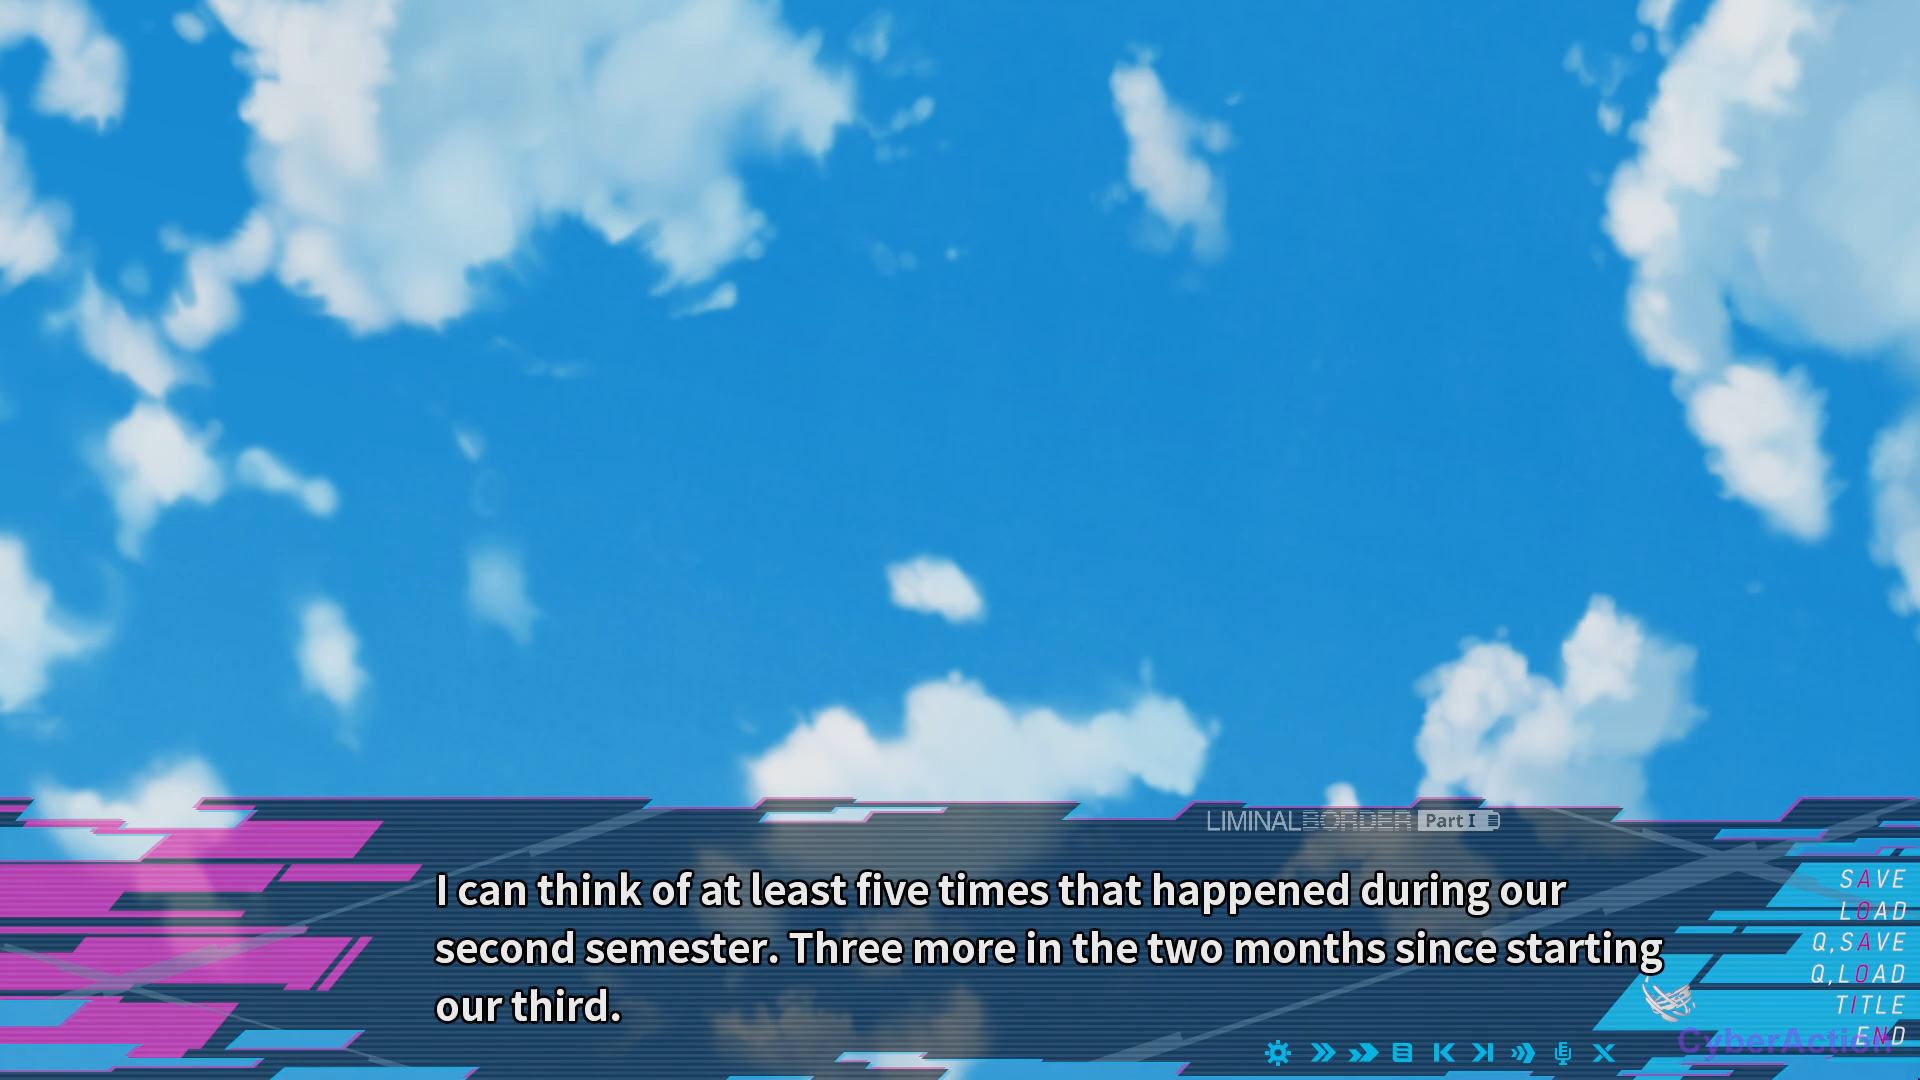 LIMINALBORDER Part I
I can think of at least five times that happened during our
second semester. Three more in the two months since starting
our third.
SAVE
LOAD
Q,SAVE
Q,LOAD
TITLE
END
CyberAction